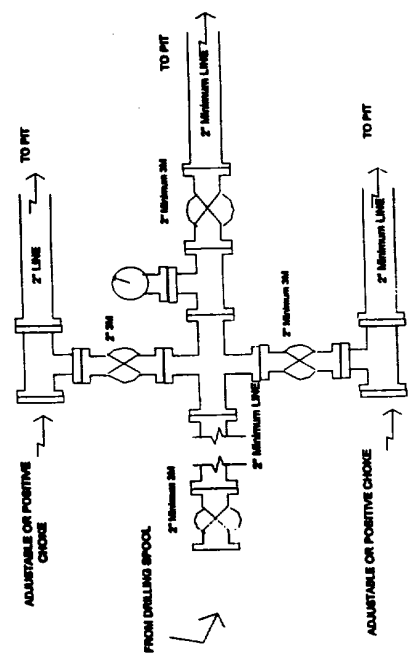 TO PIT
2" LINE
ADJUSTABLE OR POSITIVE
CHOKE
2" 3M
TO PIT
2" Minimum LINE
2" Minimum 3M
FROM DRILLING SPOOL
2" Minimum 3M
2" Minimum LINE
2" Minimum 3M
TO PIT
2" Minimum LINE
ADJUSTABLE OR POSITIVE CHOKE